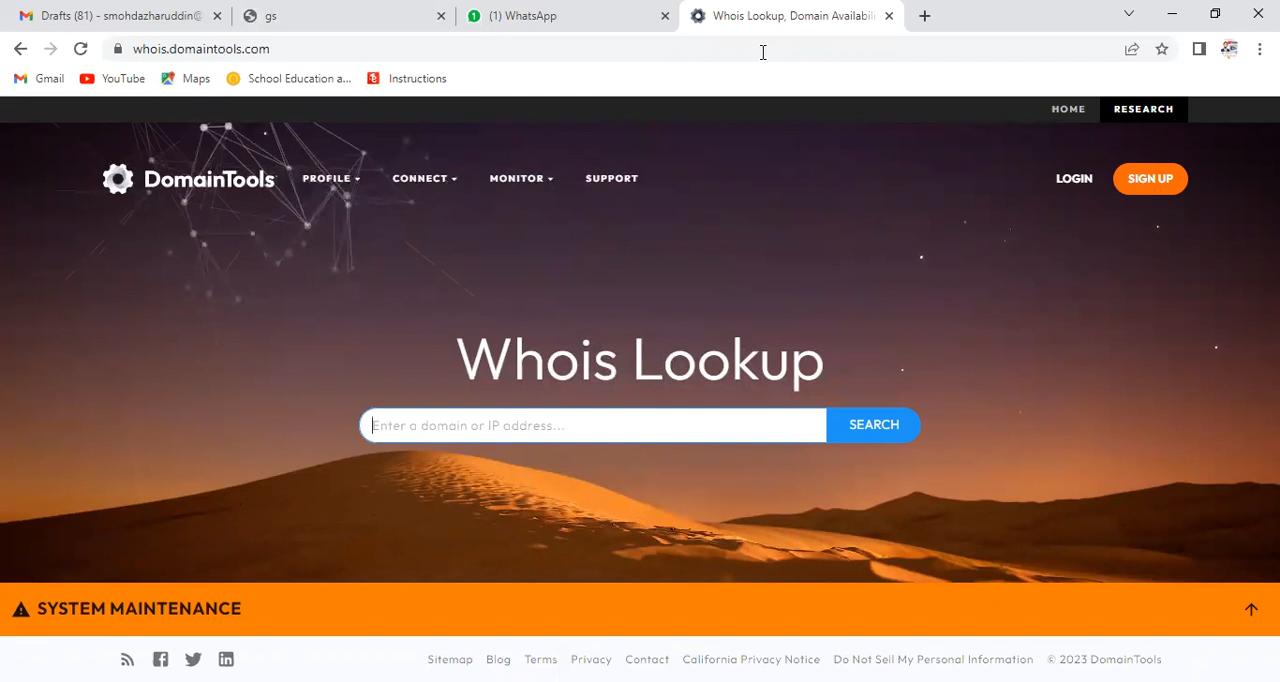 Drafts (81) - smohdazharuddin@
gs
(1) WhatsApp
Whois Lookup, Domain Availabil
whois.domaintools.com
Gmail
YouTube
Maps
School Education a...
Instructions
HOME
RESEARCH
DomainTools
PROFILE
CONNECT
MONITOR
SUPPORT
LOGIN
SIGN UP
Whois Lookup
Enter a domain or IP address...
SEARCH
SYSTEM MAINTENANCE
Sitemap
Blog
Terms
Privacy
Contact
California Privacy Notice
Do Not Sell My Personal Information
© 2023 DomainTools